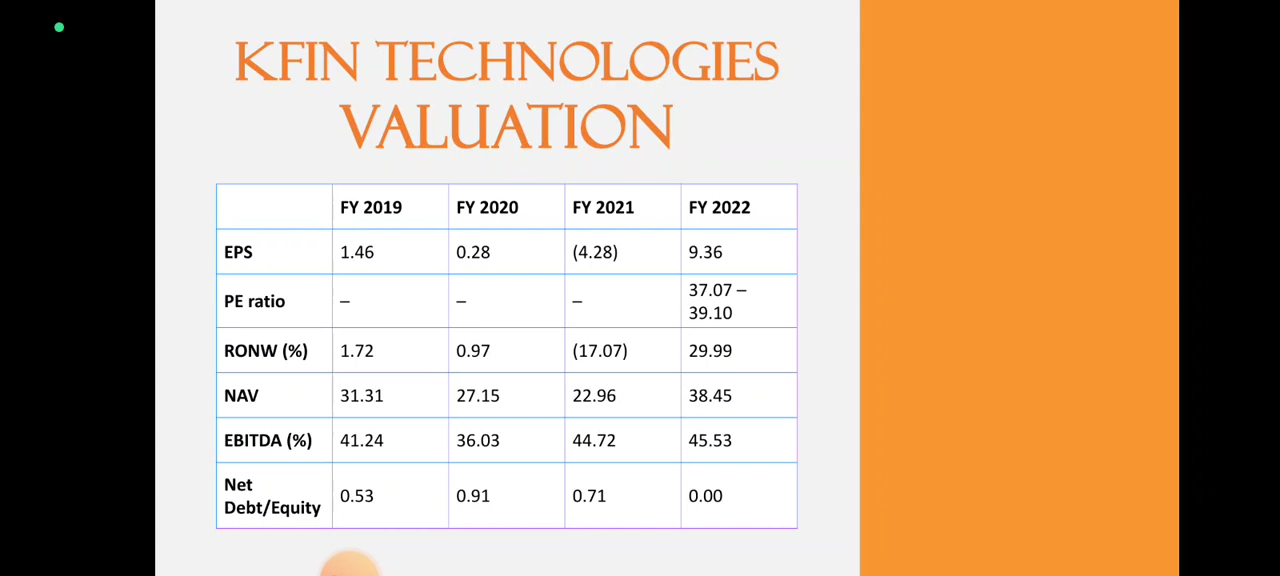 KFIN TECHNOLOGIES
VALUATION
FY 2019 FY 2020 FY 2021 FY 2022
EPS 1.46 0.28 (4.28) 9.36
PE ratio – – – 37.07 –
39.10
RONW (%) 1.72 0.97 (17.07) 29.99
NAV 31.31 27.15 22.96 38.45
EBITDA (%) 41.24 36.03 44.72 45.53
Net
Debt/Equity 0.53 0.91 0.71 0.00